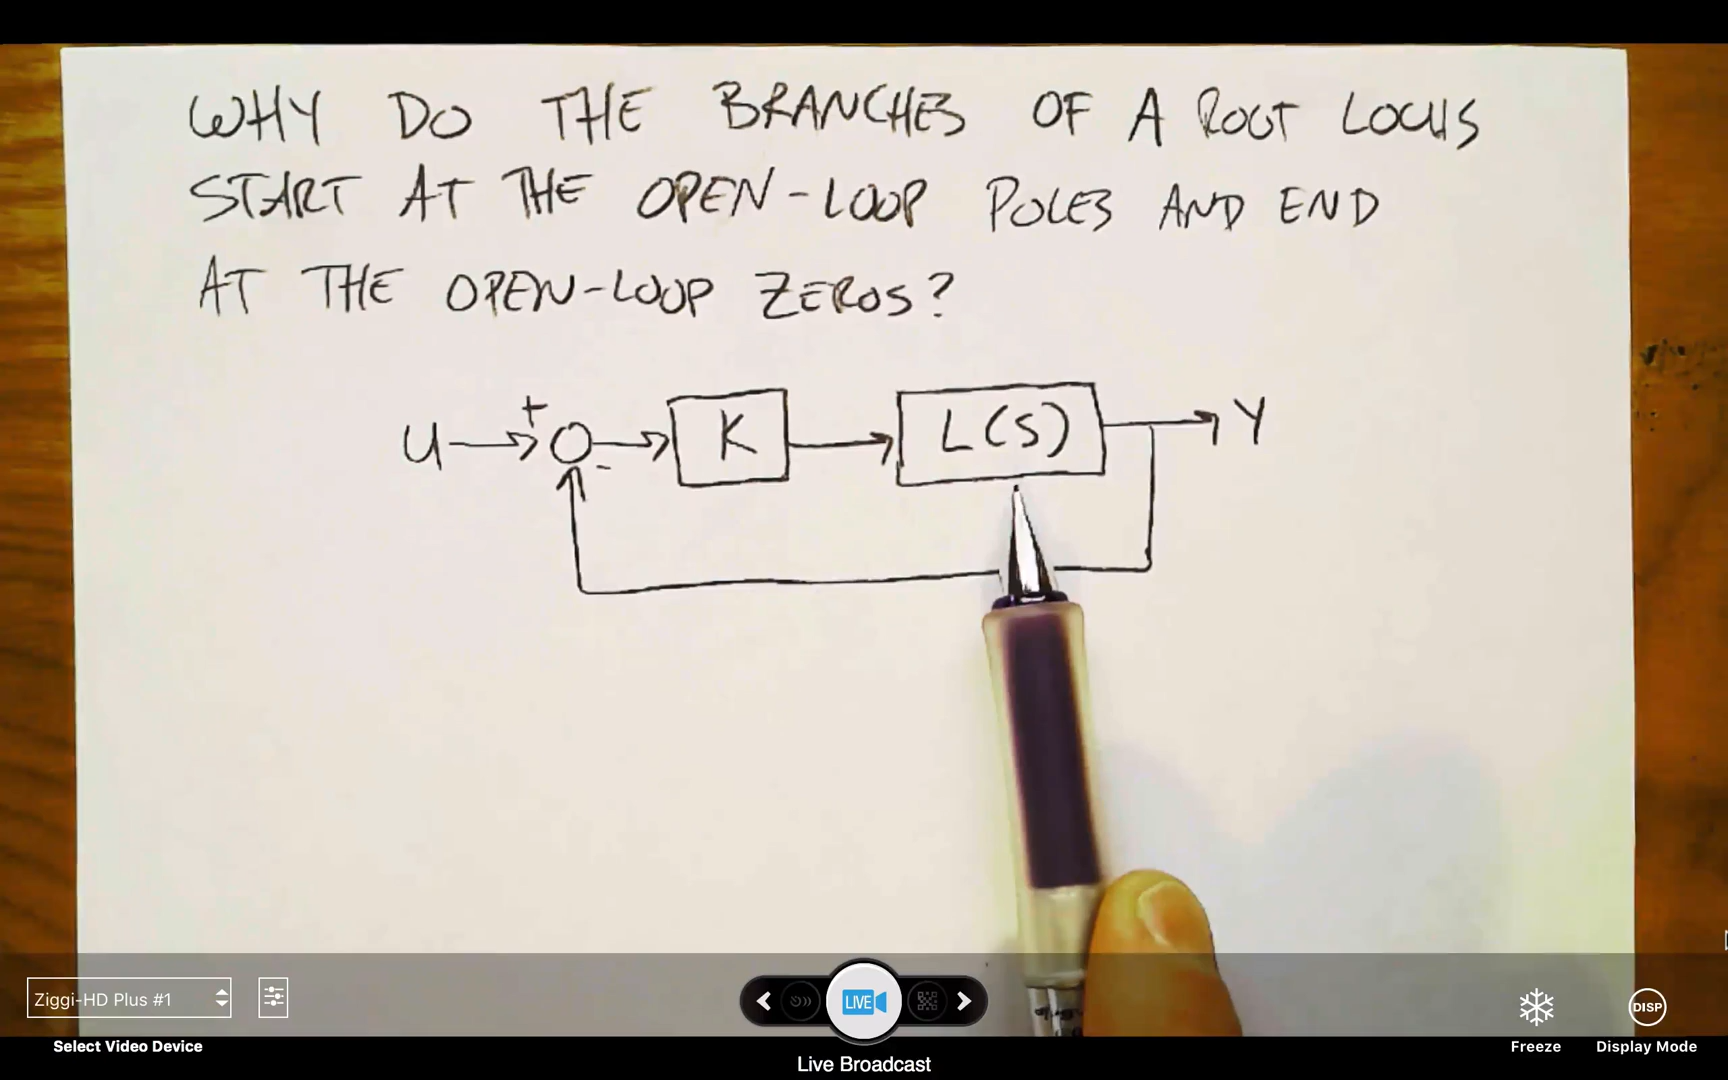 WHY DO THE BRANCHES OF A ROOT LOCUS
START AT THE OPEN-LOOP POLES AND END
AT THE OPEN-LOOP ZEROS?
U + - K L(S) Y
Ziggi-HD Plus #1
LIVE
DISP
Select Video Device
Freeze
Display Mode
Live Broadcast